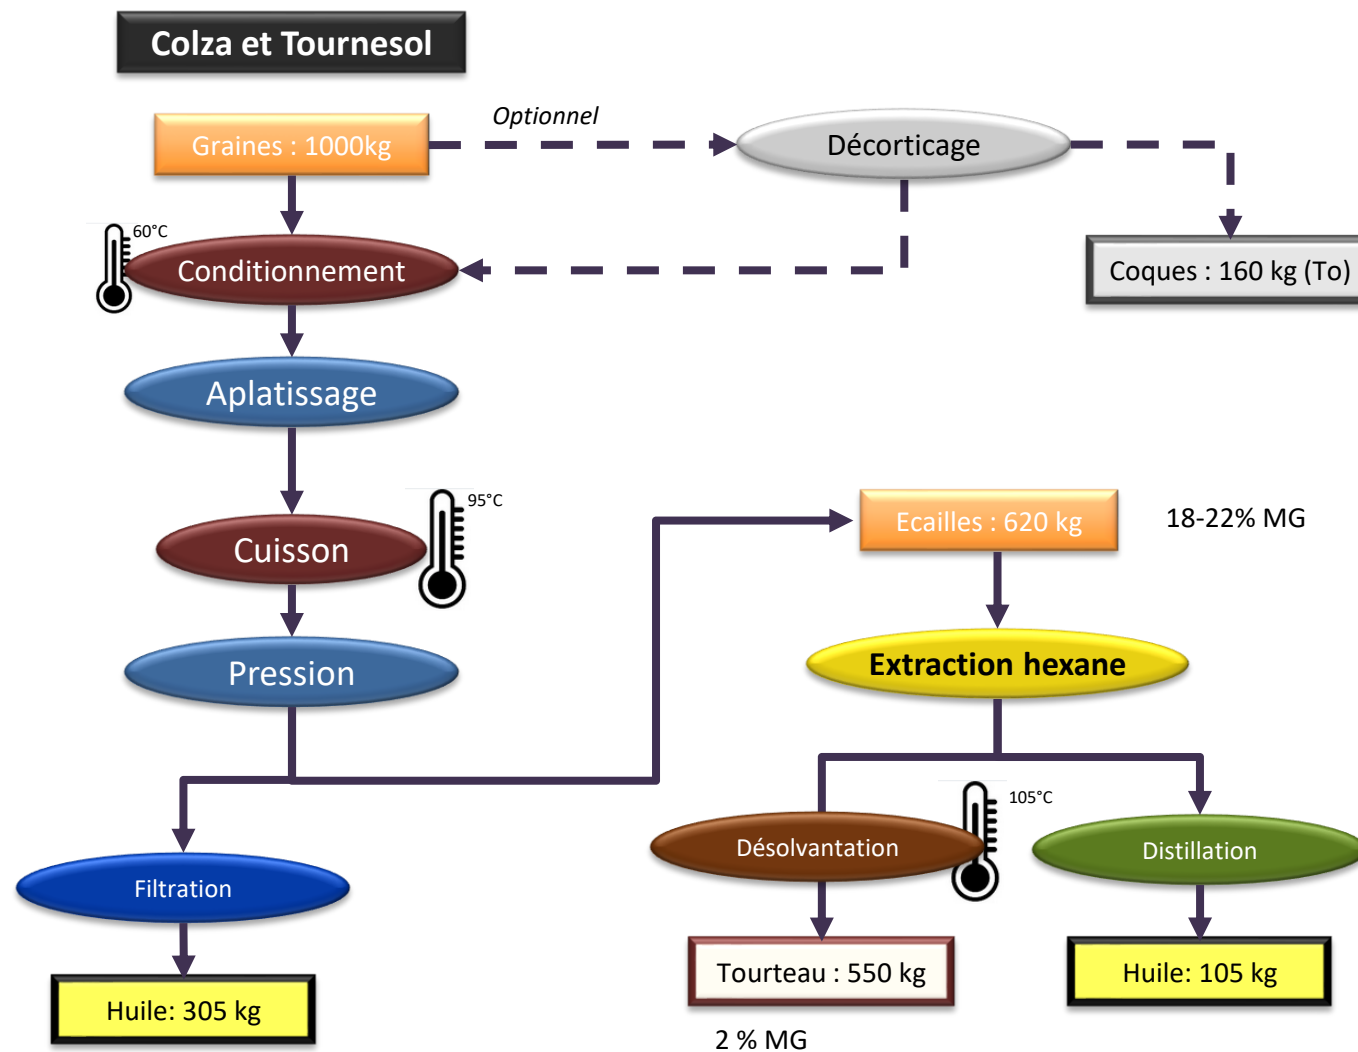 Colza et Tournesol
Graines : 1000kg
Optionnel
Décorticage
60°C
Conditionnement
Coques : 160 kg (To)
Aplatissage
95°C
Cuisson
Ecailles : 620 kg
18-22% MG
Pression
Extraction hexane
105°C
Désolvantation
Distillation
Filtration
Tourteau : 550 kg
Huile: 105 kg
Huile: 305 kg
2 % MG